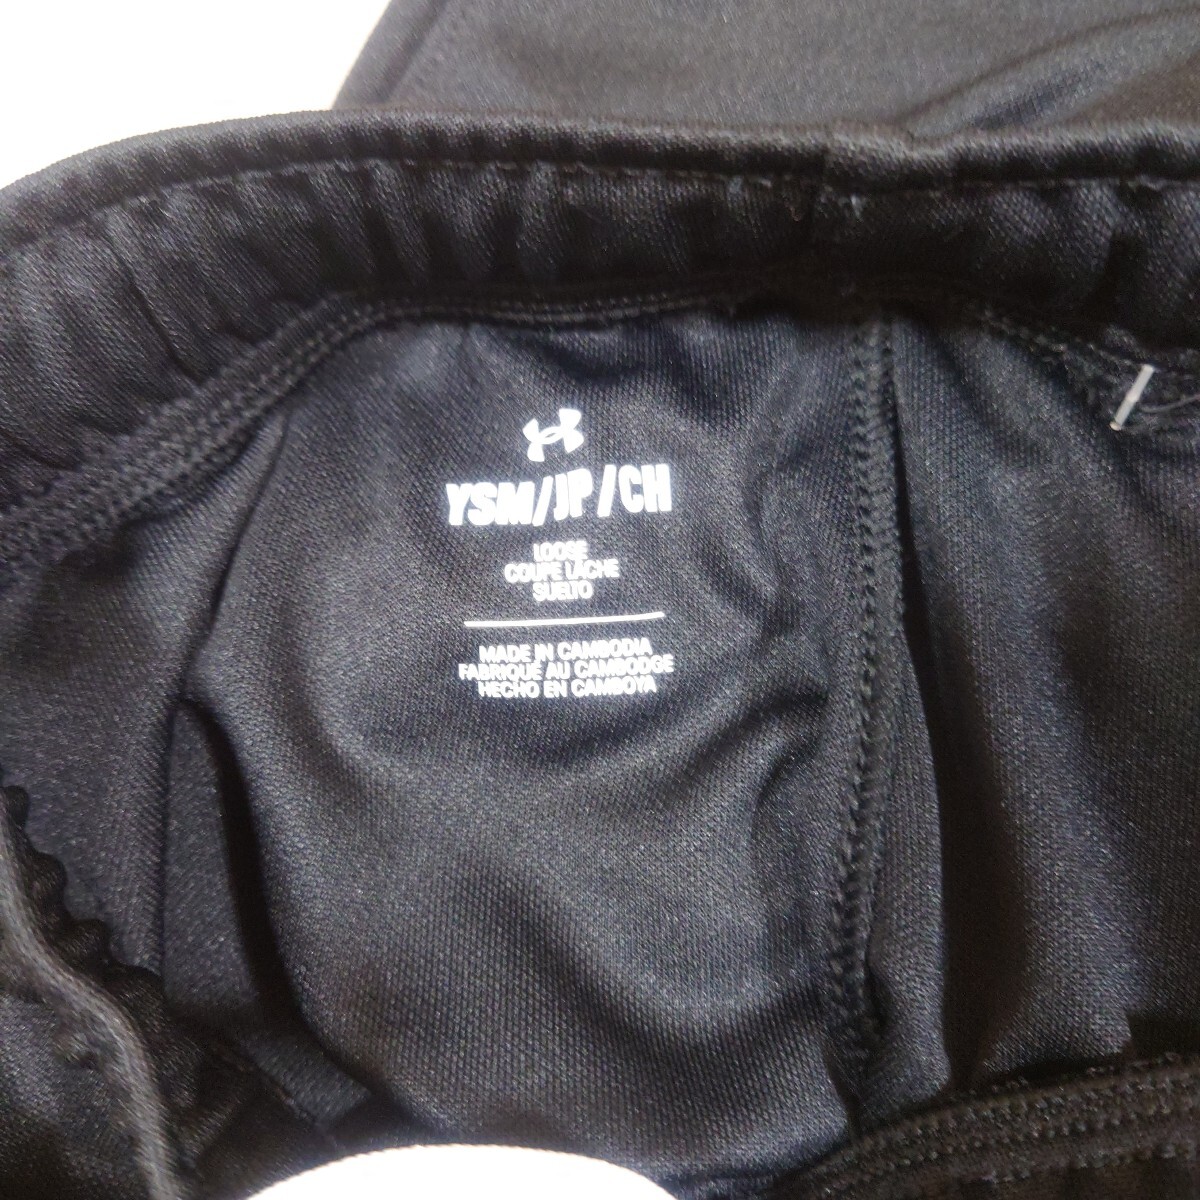 YSM/JP/CH
LOOSE
COUPE LÂCHE
SUELTO
MADE IN CAMBODIA
FABRIQUÉ AU CAMBODGE
HECHO EN CAMBOYA